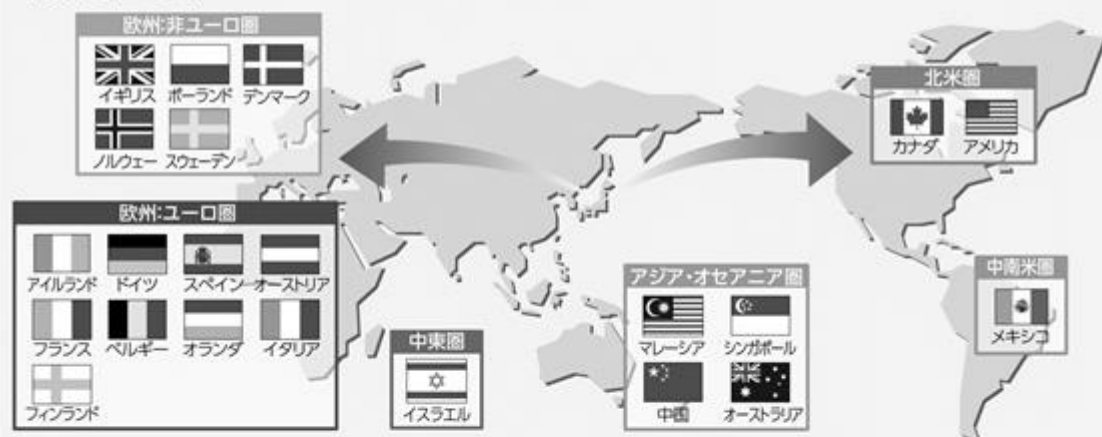 欧州:非ユーロ圏
イギリス ポーランド デンマーク
ノルウェー スウェーデン
欧州:ユーロ圏
アイルランド ドイツ スペイン オーストリア
フランス ベルギー オランダ イタリア
フィンランド
中東圏
イスラエル
アジア・オセアニア圏
マレーシア シンガポール
中国 オーストラリア
北米圏
カナダ アメリカ
中南米圏
メキシコ